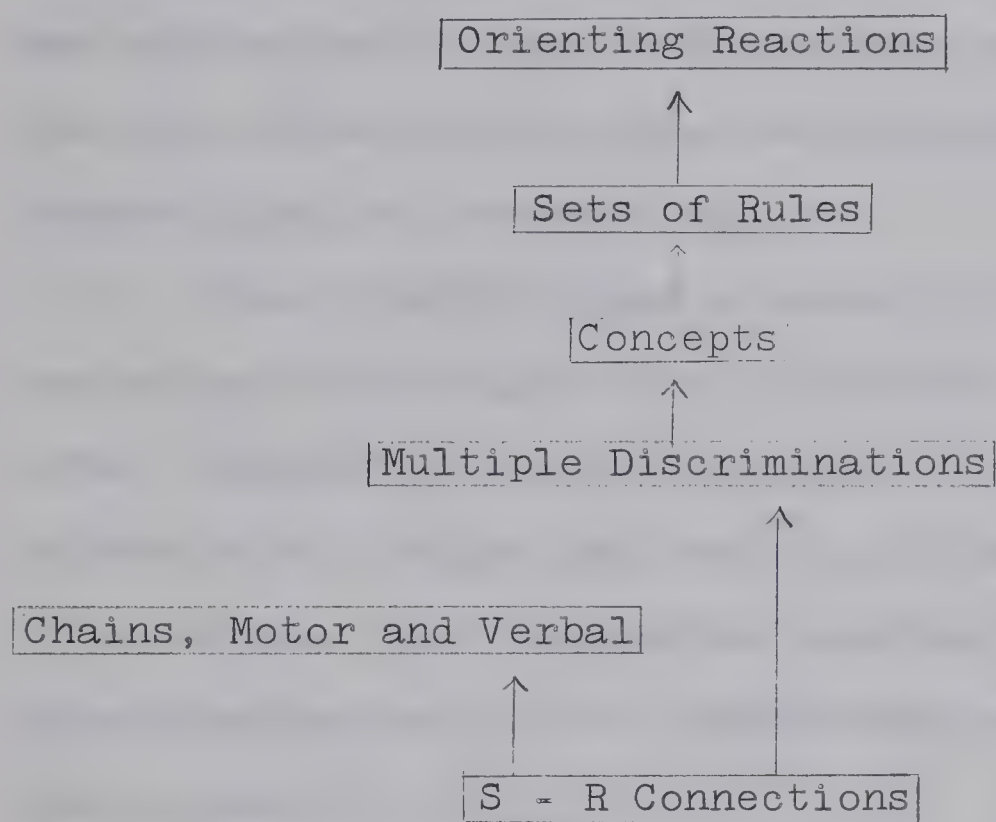 Orienting Reactions
Sets of Rules
Concepts
Multiple Discriminations
Chains, Motor and Verbal
S - R Connections